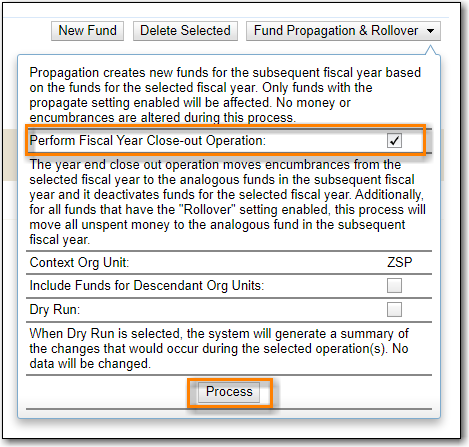 New Fund Delete Selected Fund Propagation & Rollover
Propagation creates new funds for the subsequent fiscal year based
on the funds for the selected fiscal year. Only funds with the
propagate setting enabled will be affected. No money or
encumbrances are altered during this process.
Perform Fiscal Year Close-out Operation:
The year end close out operation moves encumbrances from the
selected fiscal year to the analogous funds in the subsequent fiscal
year and it deactivates funds for the selected fiscal year. Additionally,
for all funds that have the "Rollover" setting enabled, this process will
move all unspent money to the analogous fund in the subsequent
fiscal year.
Context Org Unit: ZSP
Include Funds for Descendant Org Units:
Dry Run:
When Dry Run is selected, the system will generate a summary of
the changes that would occur during the selected operation(s). No
data will be changed.
Process